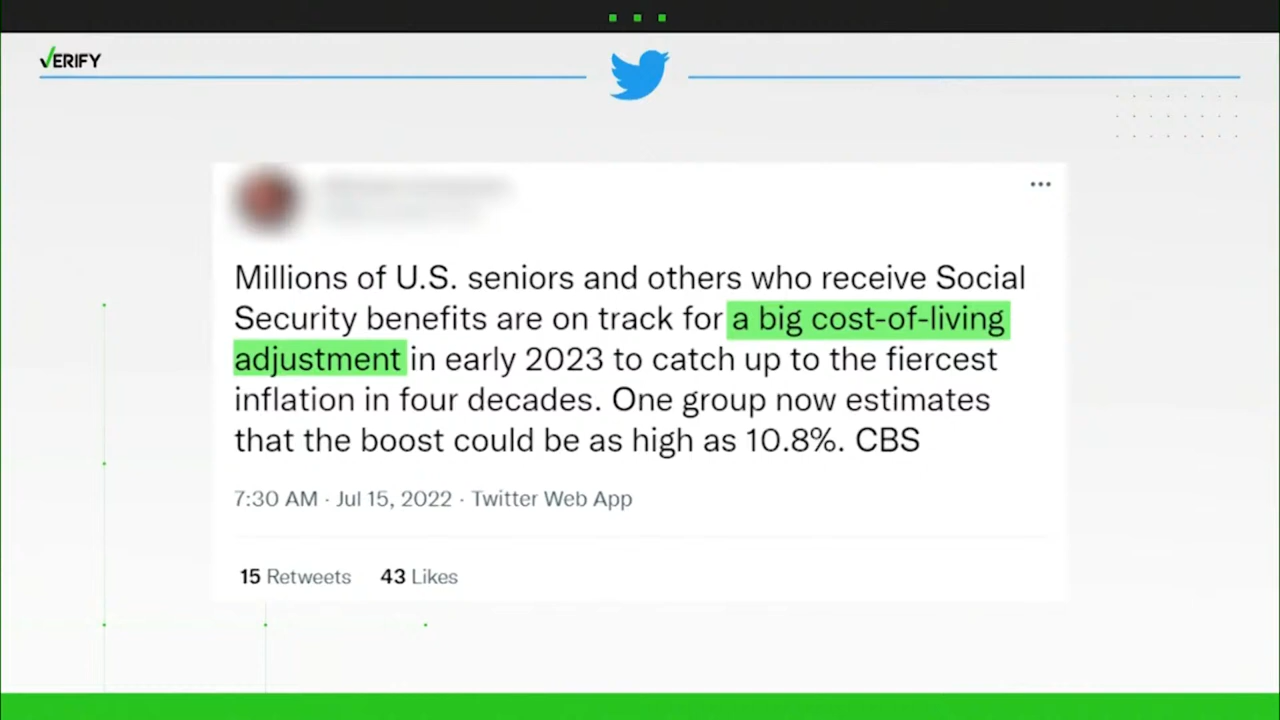 VERIFY
Millions of U.S. seniors and others who receive Social
Security benefits are on track for a big cost-of-living
adjustment in early 2023 to catch up to the fiercest
inflation in four decades. One group now estimates
that the boost could be as high as 10.8%. CBS
7:30 AM · Jul 15, 2022 · Twitter Web App
15 Retweets 43 Likes